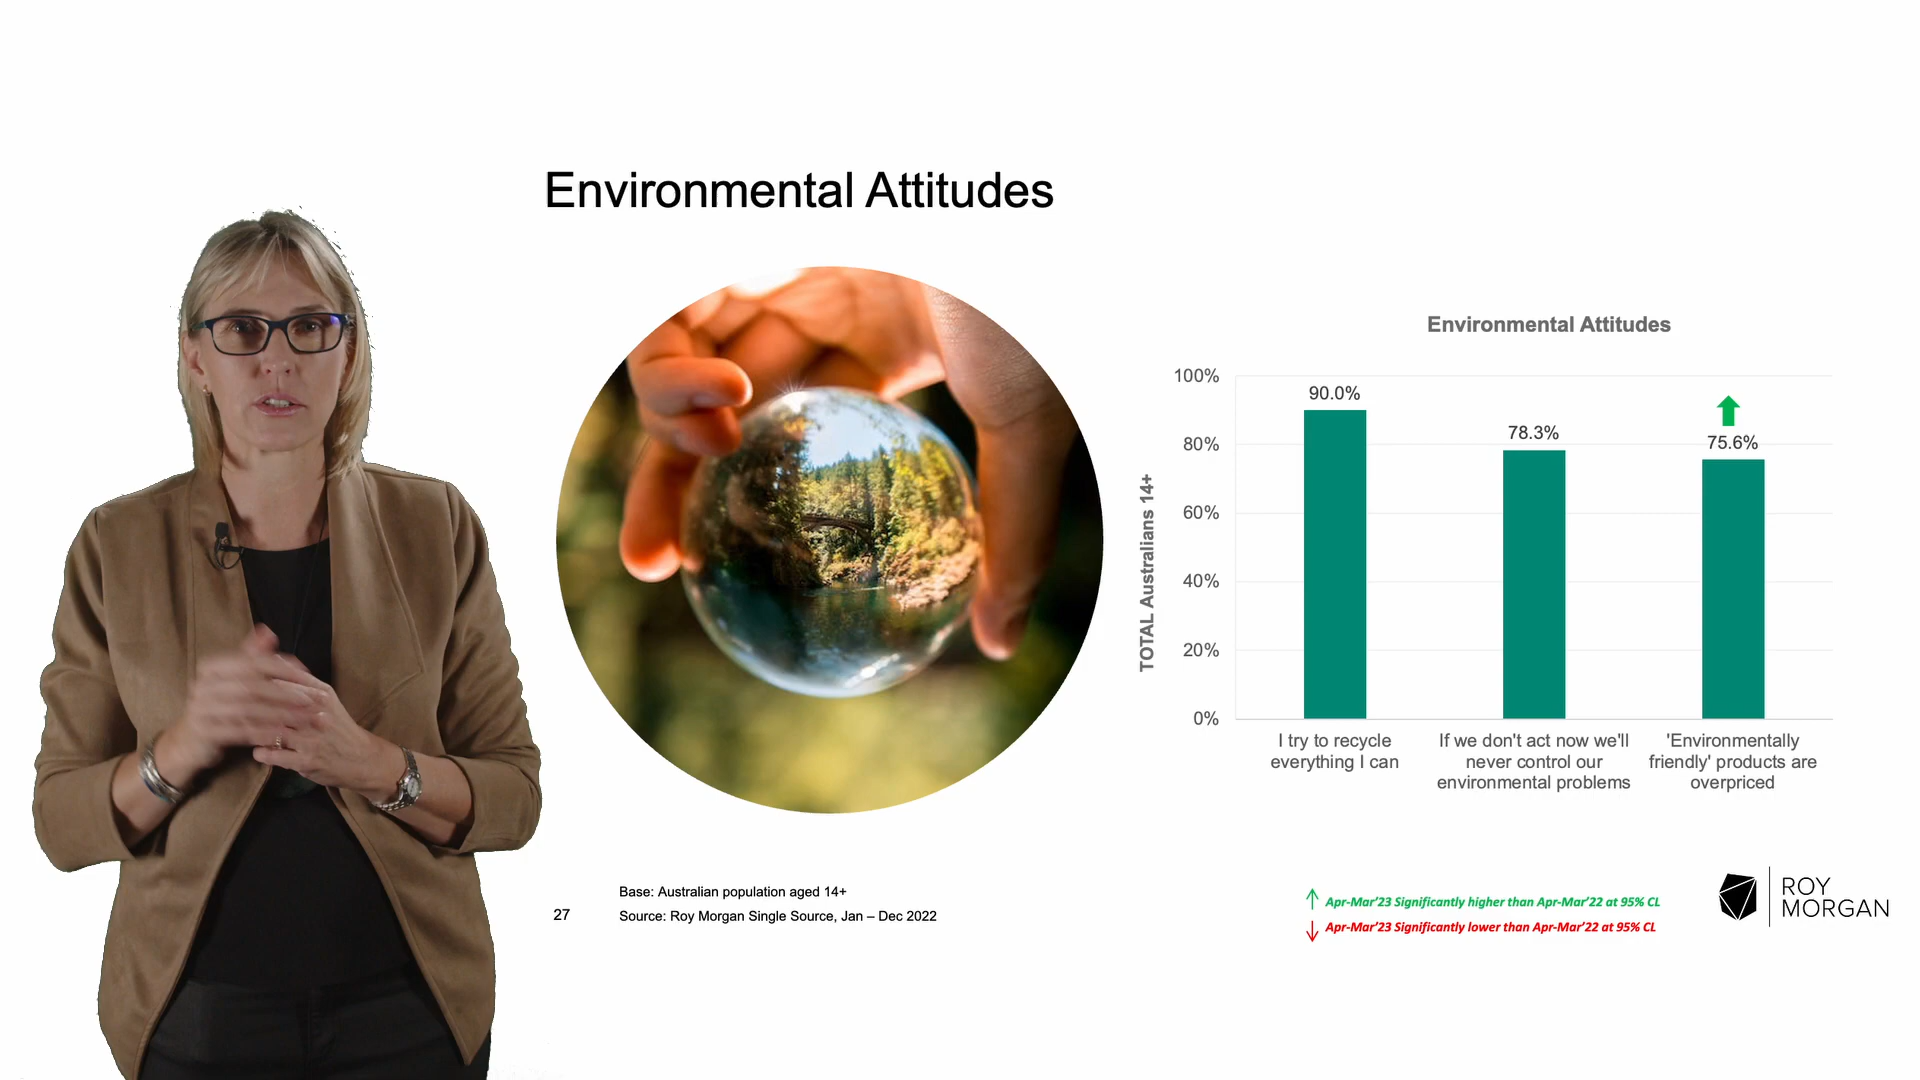 Environmental Attitudes
Environmental Attitudes
TOTAL Australians 14+
100%
80%
60%
40%
20%
0%
90.0%
78.3%
75.6%
I try to recycle
everything I can
If we don't act now we'll
never control our
environmental problems
'Environmentally
friendly' products are
overpriced
27
Base: Australian population aged 14+
Source: Roy Morgan Single Source, Jan – Dec 2022
Apr-Mar'23 Significantly higher than Apr-Mar'22 at 95% CL
Apr-Mar'23 Significantly lower than Apr-Mar'22 at 95% CL
ROY
MORGAN